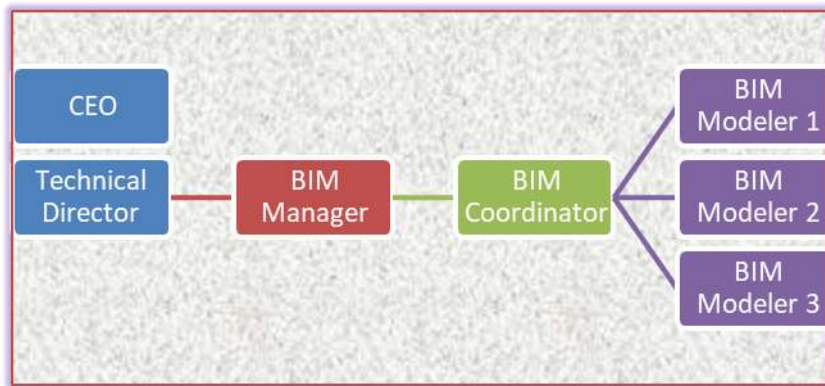 CEO
Technical
Director
BIM
Manager
BIM
Coordinator
BIM
Modeler 1
BIM
Modeler 2
BIM
Modeler 3